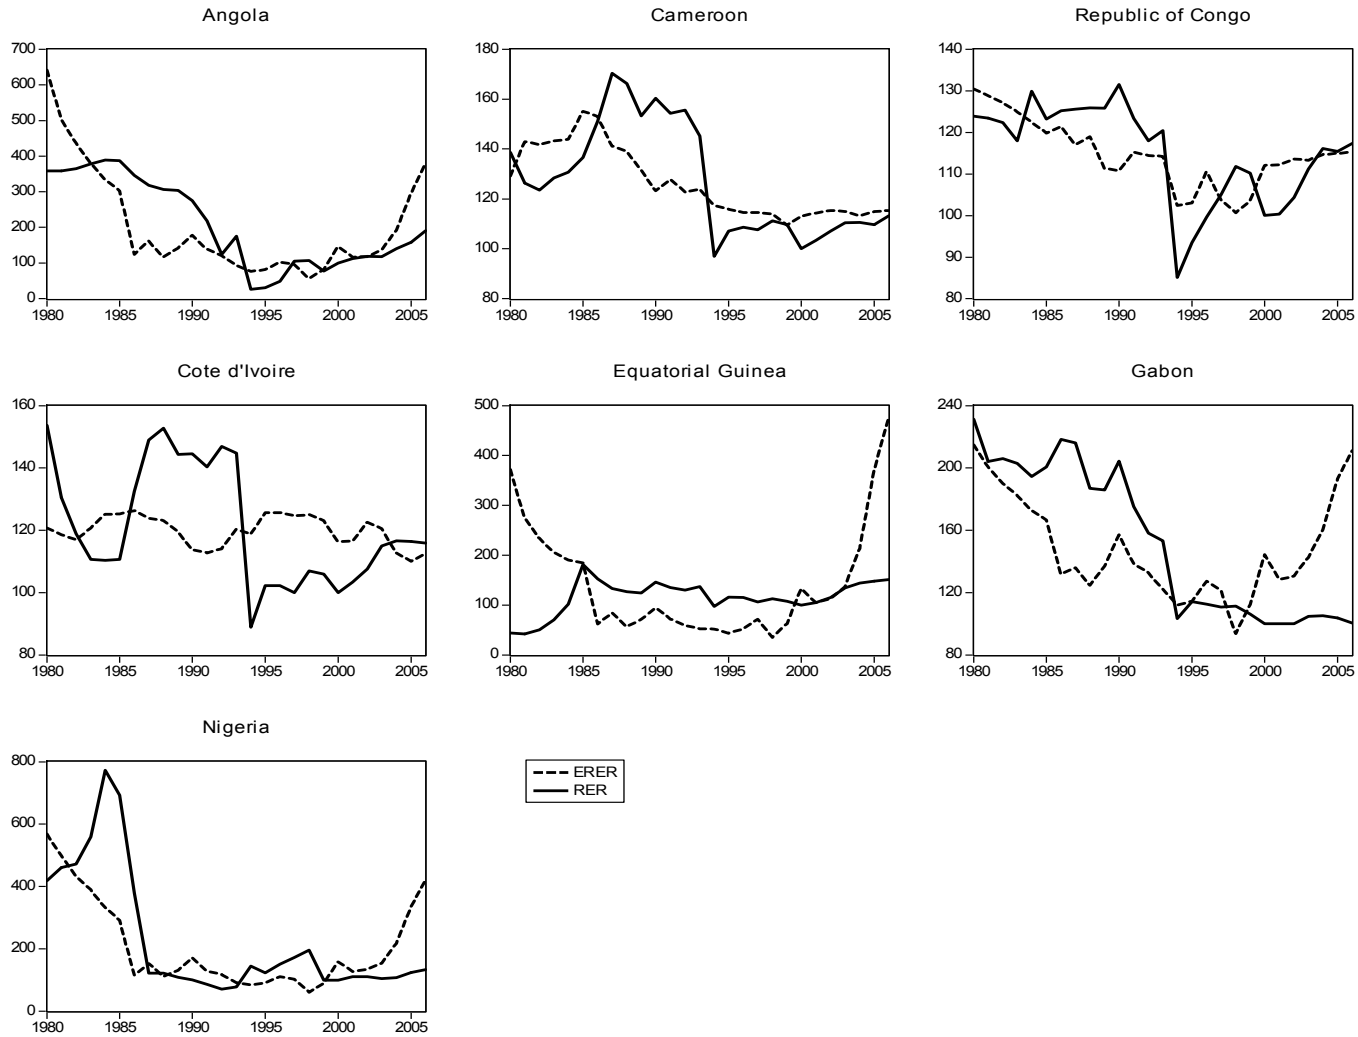 Angola
Cameroon
Republic of Congo
700
600
500
400
300
200
100
0
1980 1985 1990 1995 2000 2005
180
160
140
120
100
80
1980 1985 1990 1995 2000 2005
140
130
120
110
100
90
80
1980 1985 1990 1995 2000 2005
Cote d'Ivoire
Equatorial Guinea
Gabon
160
140
120
100
80
1980 1985 1990 1995 2000 2005
500
400
300
200
100
0
1980 1985 1990 1995 2000 2005
240
200
160
120
80
1980 1985 1990 1995 2000 2005
Nigeria
800
600
400
200
0
1980 1985 1990 1995 2000 2005
ERER
RER